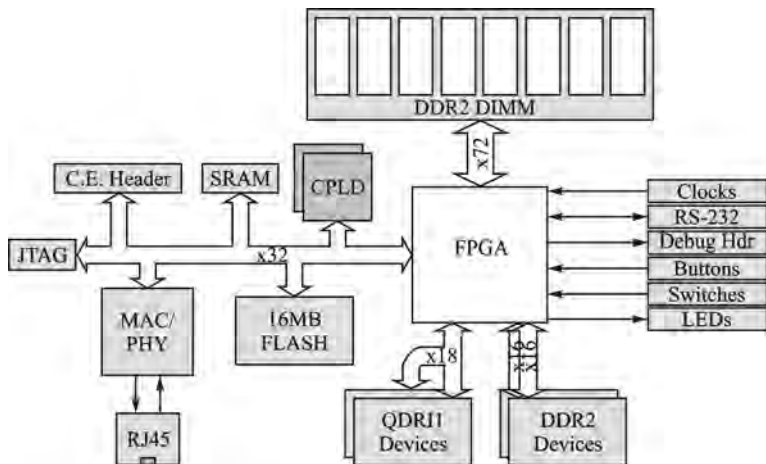 DDR2 DIMM
x72
C.E. Header
SRAM
CPLD
Clocks
RS-232
Debug Hdr
Buttons
Switches
LEDs
FPGA
JTAG
x32
MAC/
PHY
16MB
FLASH
x18
x16
x16
RJ45
QDRI1
Devices
DDR2
Devices